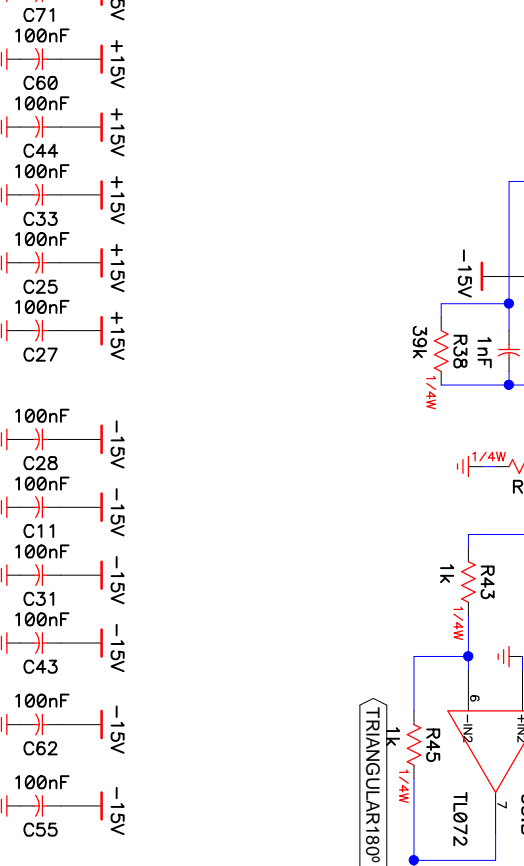 5V
C71
100nF
+15V
C60
100nF
+15V
C44
100nF
+15V
C33
100nF
+15V
C25
100nF
+15V
C27
100nF
-15V
C28
100nF
-15V
C11
100nF
-15V
C31
100nF
-15V
C43
100nF
-15V
C62
100nF
-15V
C55
-15V
1nF
R38
39k
1/4W
1/4W
R
R43
1k
1/4W
6
-IN2
+IN2
7
TL072
R45
1k
1/4W
TRIANGULAR180º